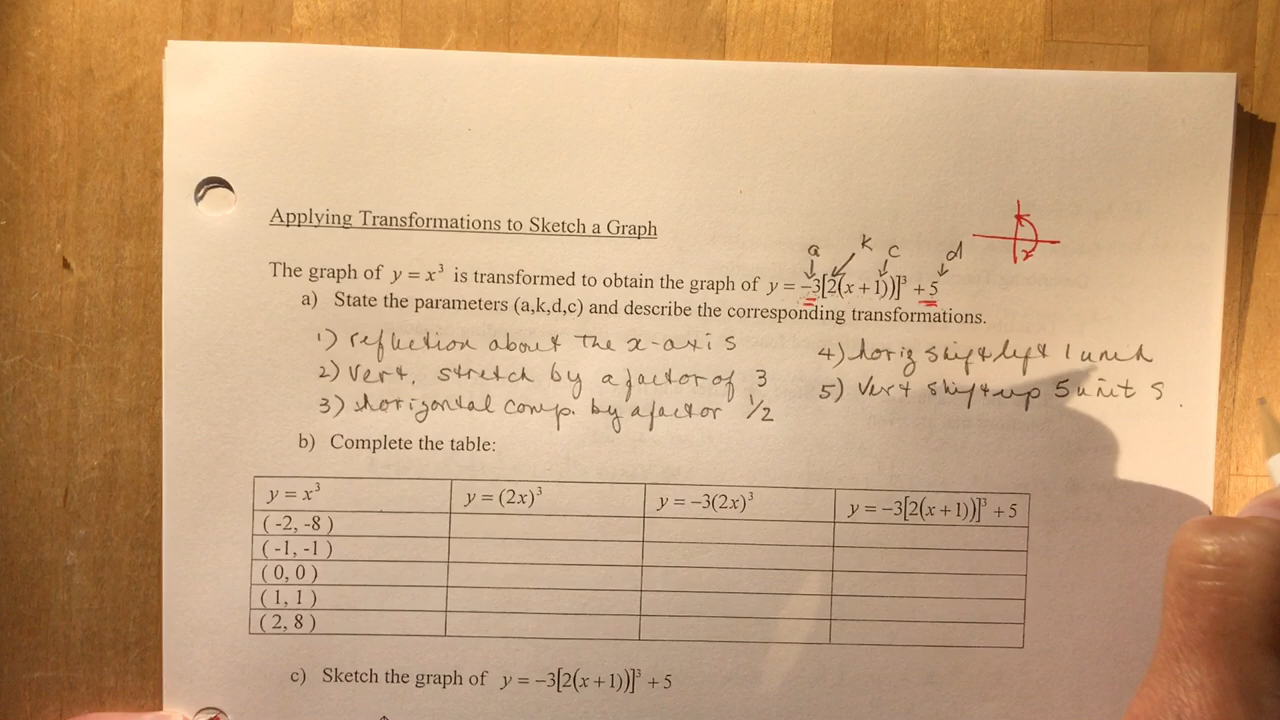 Applying Transformations to Sketch a Graph
a k c d
The graph of y = x³ is transformed to obtain the graph of y = −3[2(x+1))]³ + 5
a) State the parameters (a,k,d,c) and describe the corresponding transformations.
1) reflection about the x-axis
2) Vert. stretch by a factor of 3
3) horizontal comp. by a factor 1/2
4) horiz shift left 1 unit
5) Vert shift up 5 units.
b) Complete the table:
y = x³ y = (2x)³ y = −3(2x)³ y = −3[2(x+1))]³ + 5
( -2, -8 )
( -1, -1 )
( 0, 0 )
( 1, 1 )
( 2, 8 )
c) Sketch the graph of y = −3[2(x+1))]³ + 5